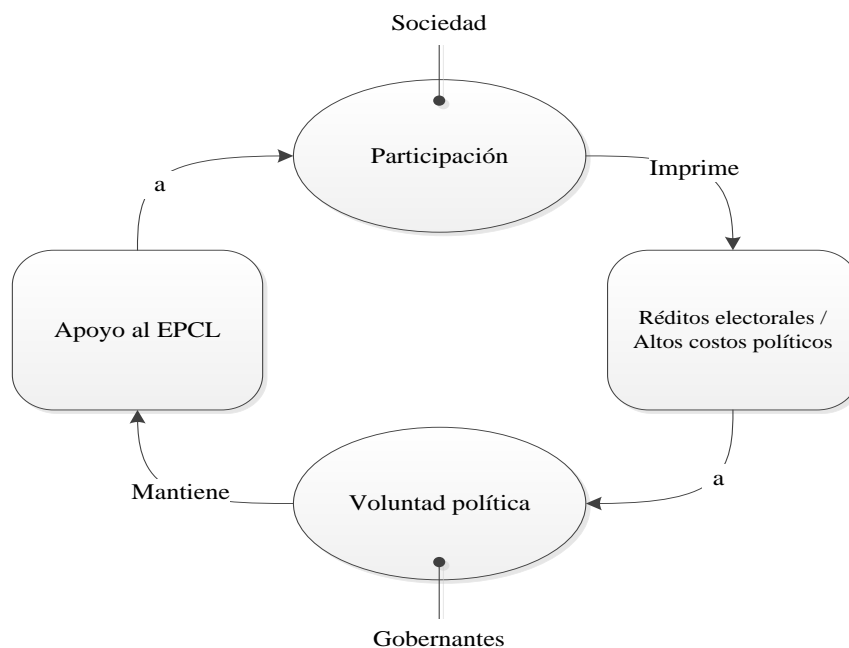 Sociedad
Participación
a
Imprime
Apoyo al EPCL
Réditos electorales /
Altos costos políticos
Mantiene
a
Voluntad política
Gobernantes